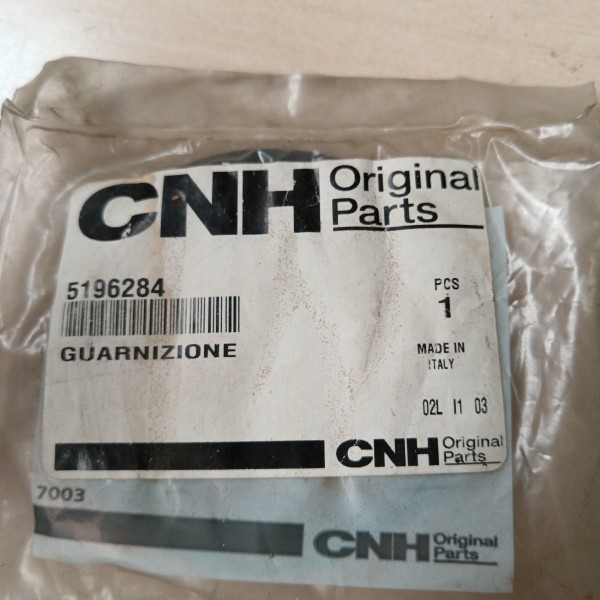 CNH Original
Parts
5196284
PCS
1
GUARNIZIONE
MADE IN
ITALY
02L I1 03
CNH Original
Parts
7003
CNH Original
Parts